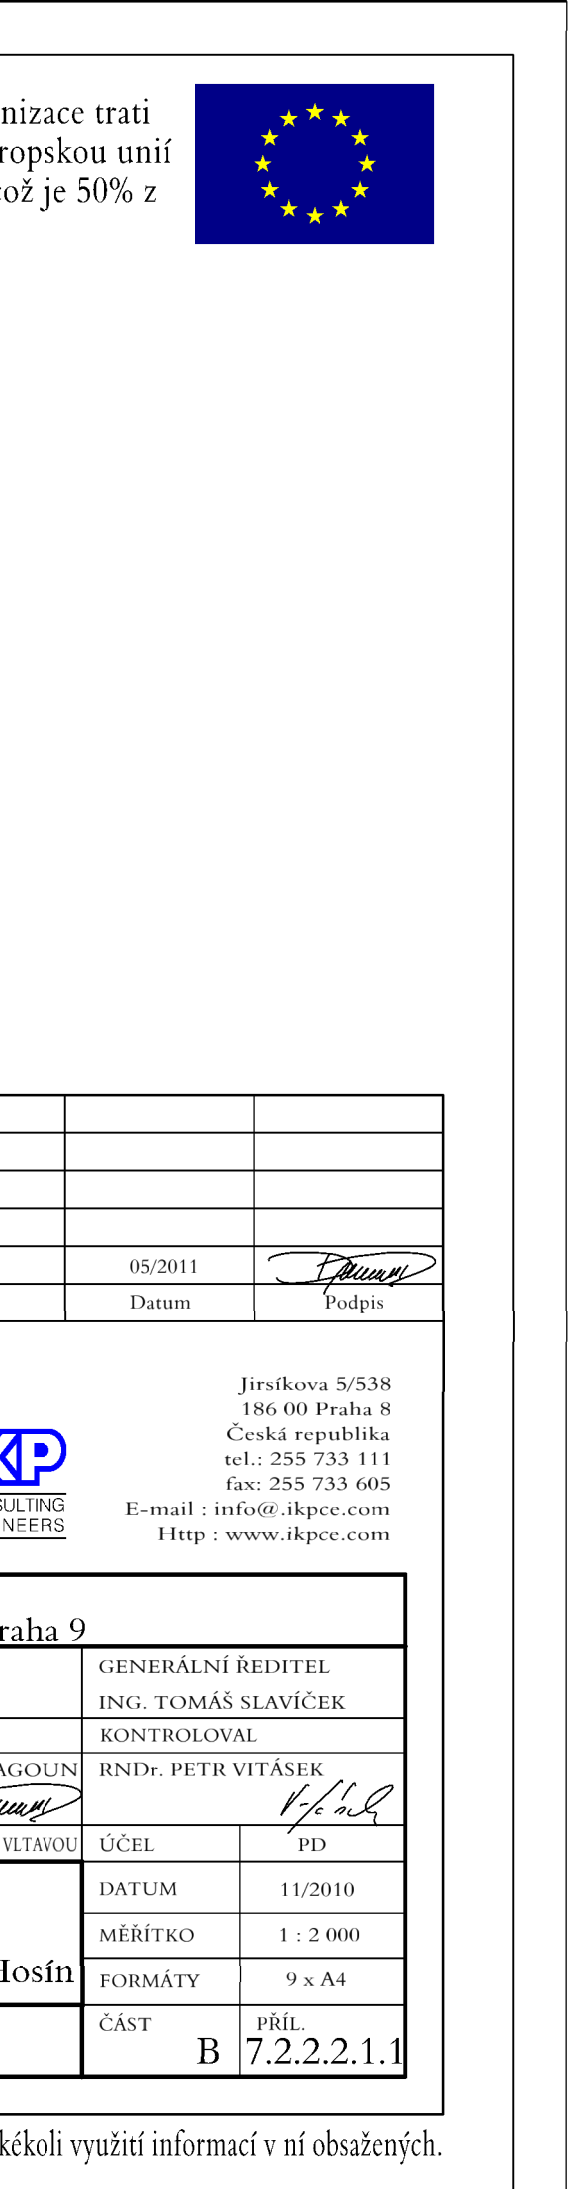 nizace trati
ropskou unií
což je 50% z
05/2011
Datum Podpis
Jirsíkova 5/538
186 00 Praha 8
Česká republika
tel.: 255 733 111
fax: 255 733 605
E-mail : info@.ikpce.com
Http : www.ikpce.com
KP
SULTING
NEERS
raha 9
GENERÁLNÍ ŘEDITEL
ING. TOMÁŠ SLAVÍČEK
KONTROLOVAL
AGOUN RNDr. PETR VITÁSEK
VLTAVOU ÚČEL PD
DATUM 11/2010
MĚŘÍTKO 1 : 2 000
Hosín FORMÁTY 9 x A4
ČÁST PŘÍL.
B 7.2.2.2.1.1
kékoli využití informací v ní obsažených.